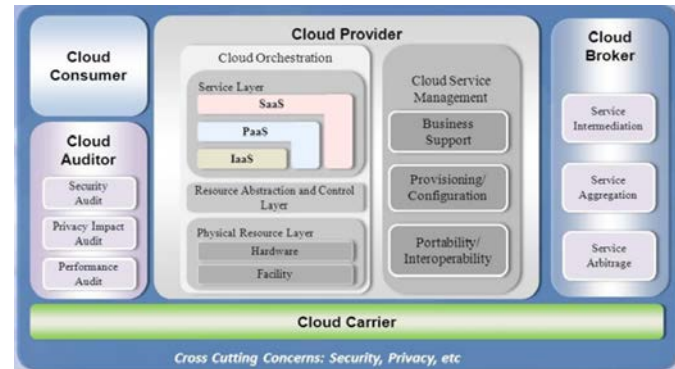 Cloud
Consumer
Cloud
Auditor
Security
Audit
Privacy Impact
Audit
Performance
Audit
Cloud Provider
Cloud Orchestration
Service Layer
SaaS
PaaS
IaaS
Resource Abstraction and Control
Layer
Physical Resource Layer
Hardware
Facility
Cloud Service
Management
Business
Support
Provisioning/
Configuration
Portability/
Interoperability
Cloud
Broker
Service
Intermediation
Service
Aggregation
Service
Arbitrage
Cloud Carrier
Cross Cutting Concerns: Security, Privacy, etc